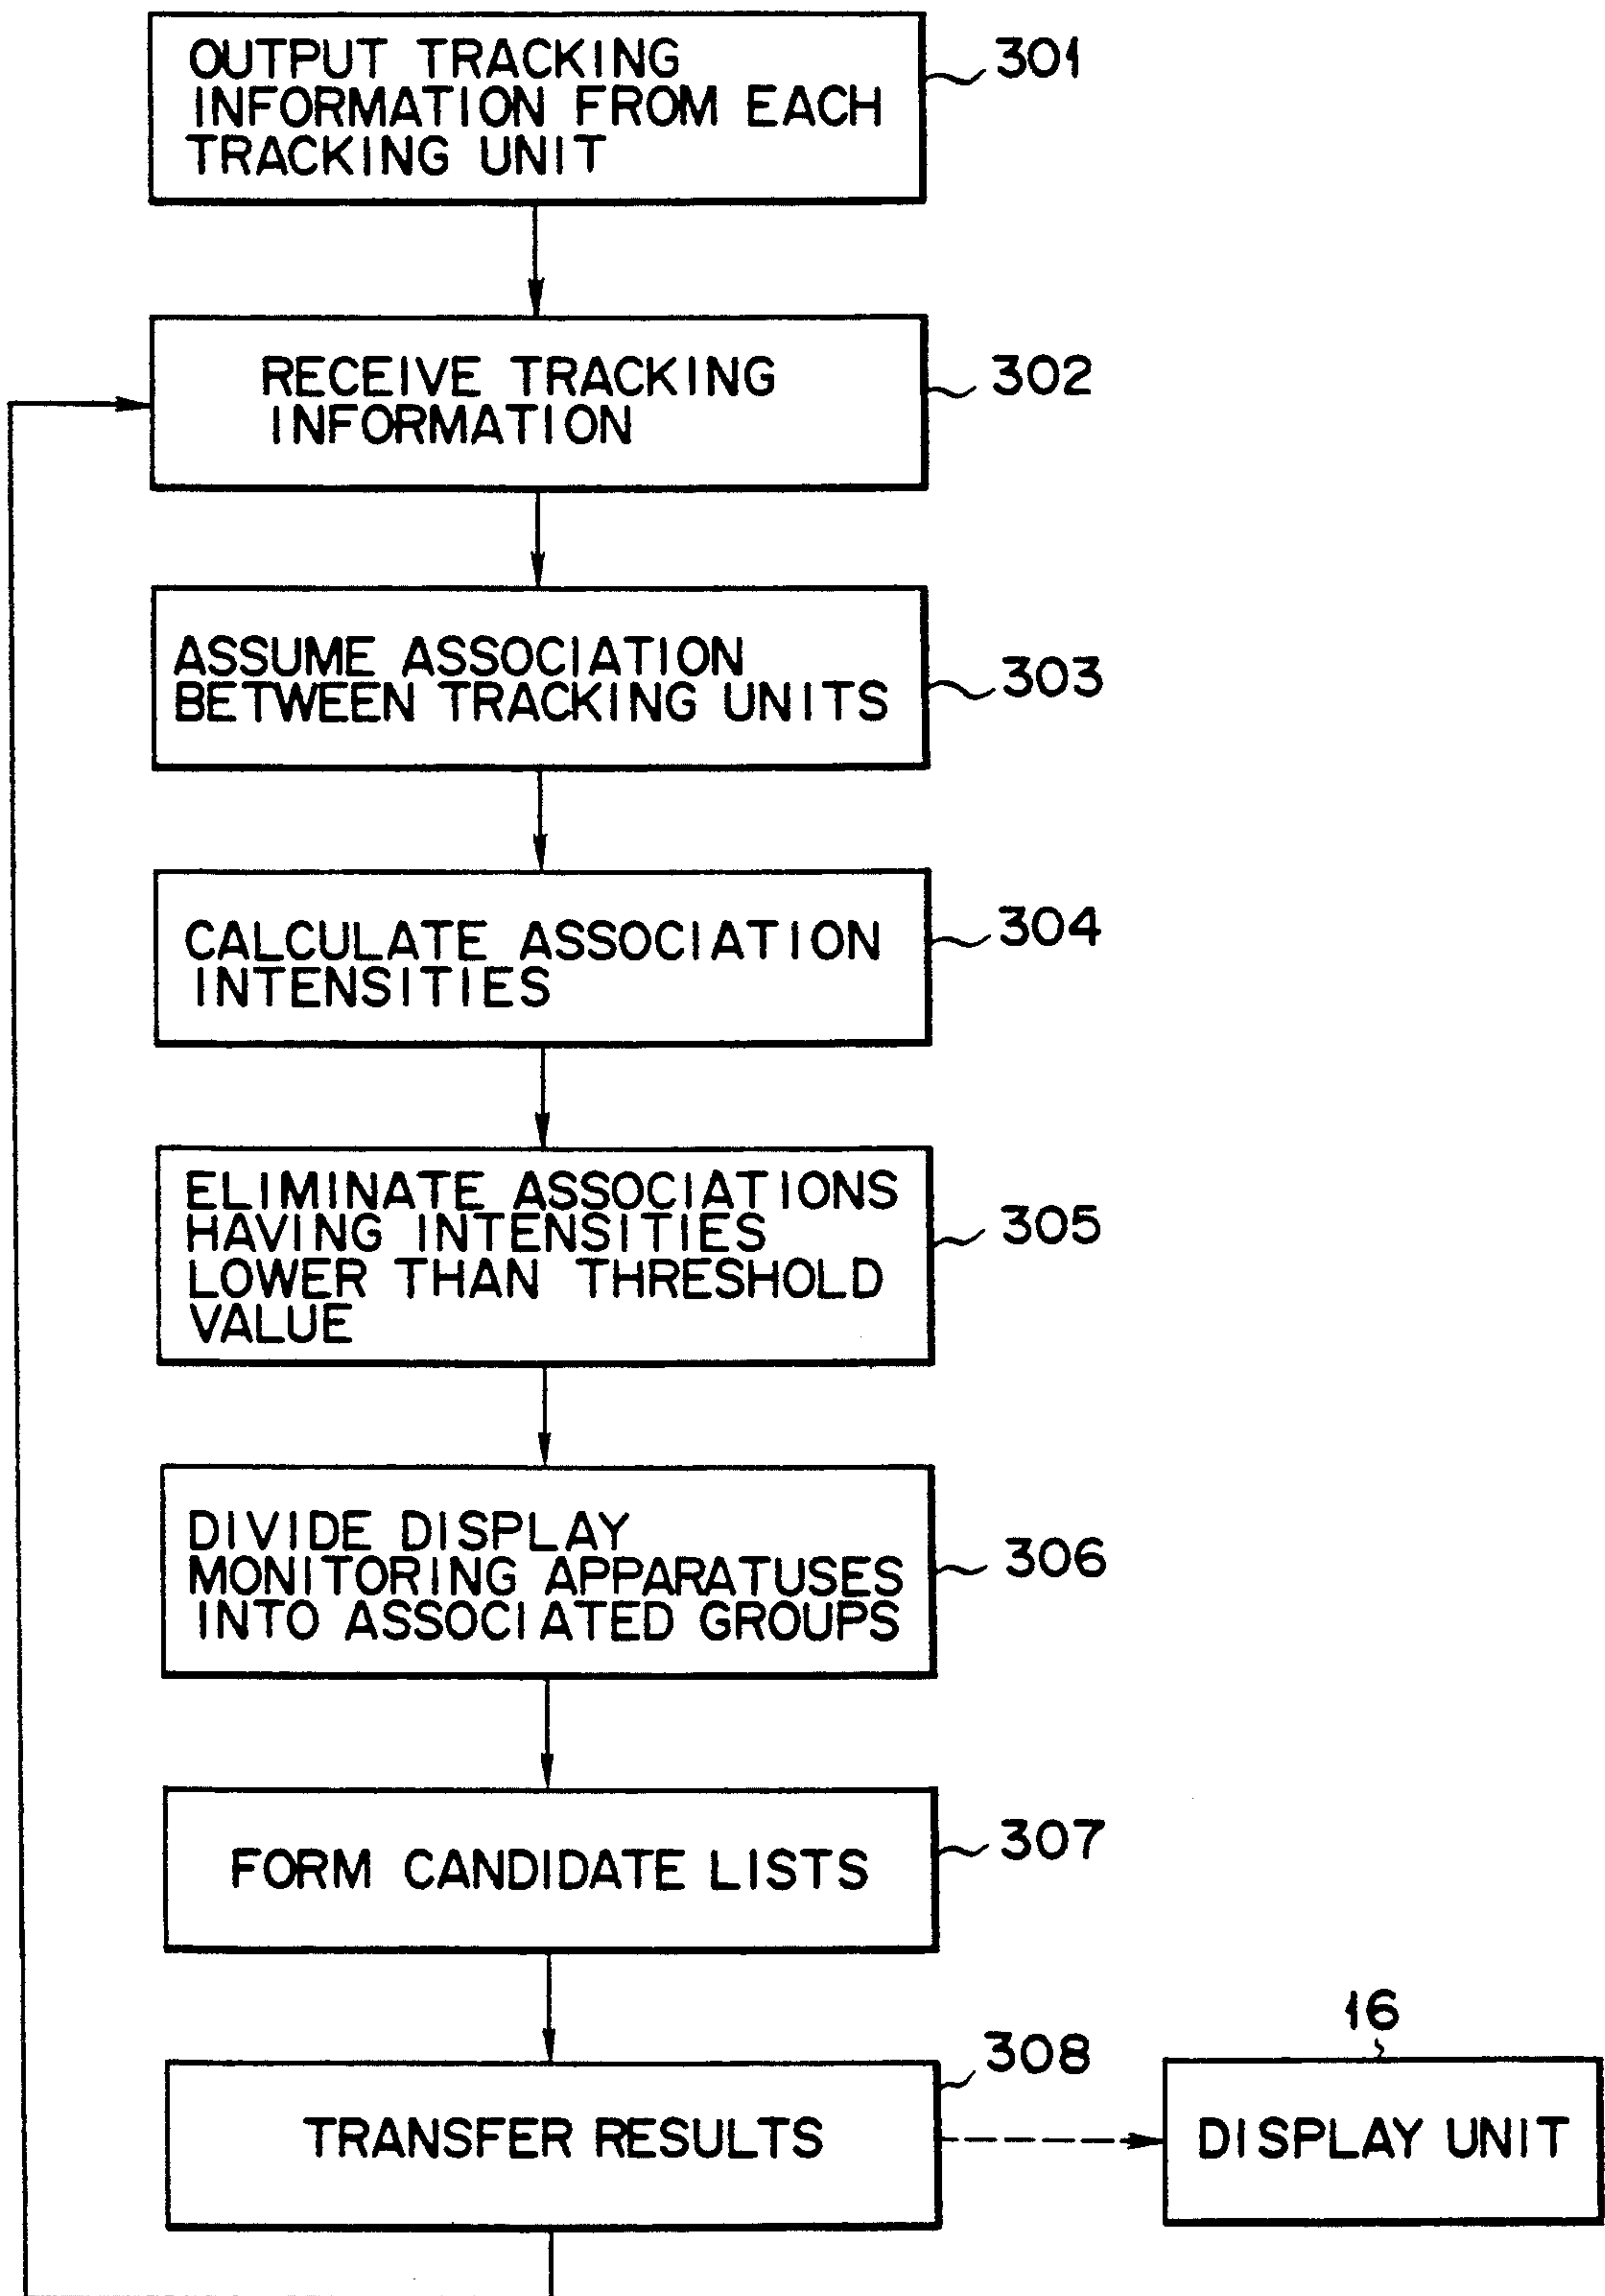 OUTPUT TRACKING
INFORMATION FROM EACH
TRACKING UNIT
301
RECEIVE TRACKING
INFORMATION
302
ASSUME ASSOCIATION
BETWEEN TRACKING UNITS
303
CALCULATE ASSOCIATION
INTENSITIES
304
ELIMINATE ASSOCIATIONS
HAVING INTENSITIES
LOWER THAN THRESHOLD
VALUE
305
DIVIDE DISPLAY
MONITORING APPARATUSES
INTO ASSOCIATED GROUPS
306
FORM CANDIDATE LISTS
307
TRANSFER RESULTS
308
16
DISPLAY UNIT